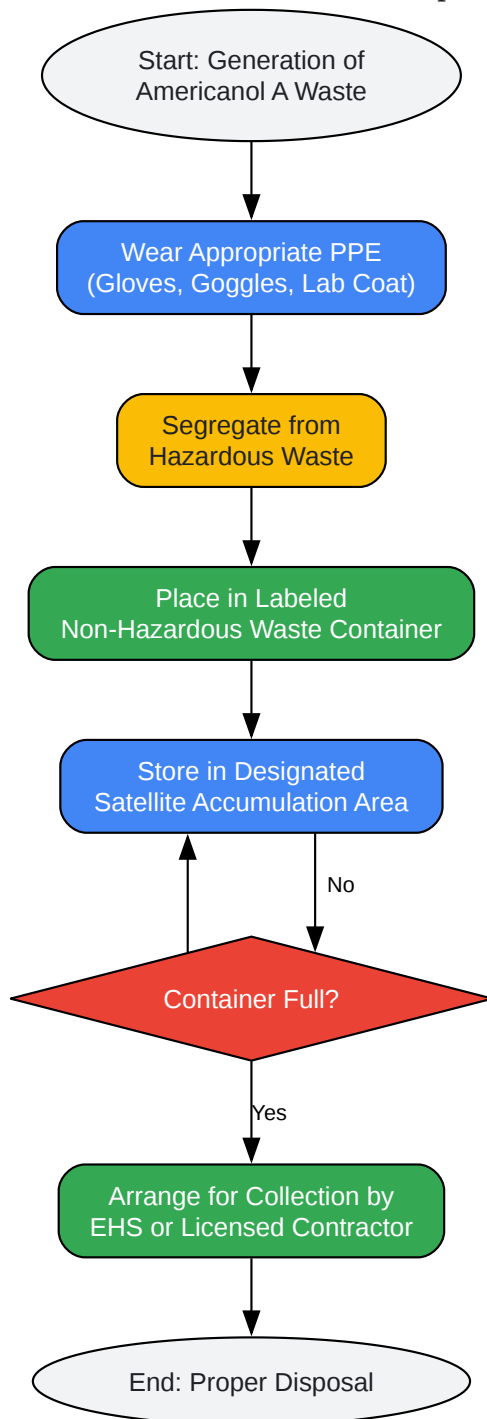 Start: Generation of
Americanol A Waste
Wear Appropriate PPE
(Gloves, Goggles, Lab Coat)
Segregate from
Hazardous Waste
Place in Labeled
Non-Hazardous Waste Container
Store in Designated
Satellite Accumulation Area
No
Container Full?
Yes
Arrange for Collection by
EHS or Licensed Contractor
End: Proper Disposal